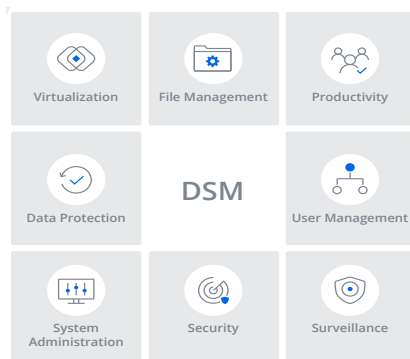 Virtualization
File Management
Productivity
Data Protection
DSM
User Management
System
Administration
Security
Surveillance